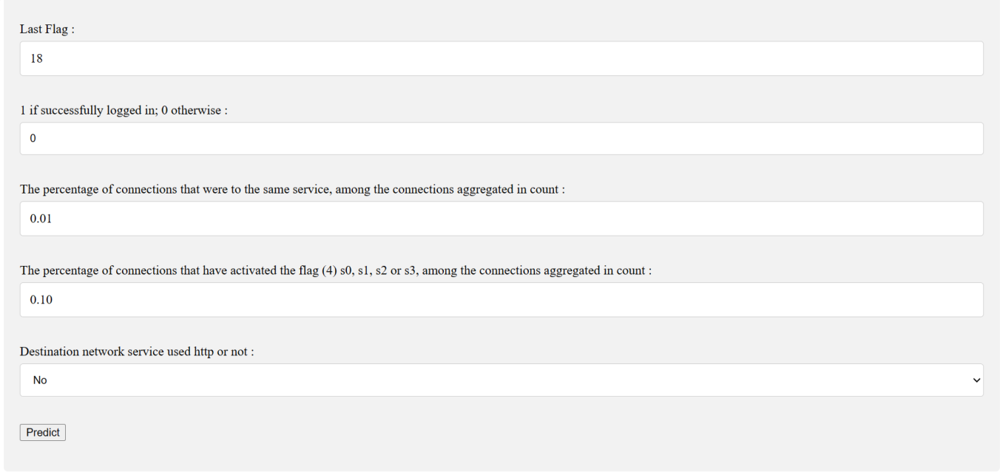 Last Flag :
18
1 if successfully logged in; 0 otherwise :
0
The percentage of connections that were to the same service, among the connections aggregated in count :
0.01
The percentage of connections that have activated the flag (4) s0, s1, s2 or s3, among the connections aggregated in count :
0.10
Destination network service used http or not :
No
Predict